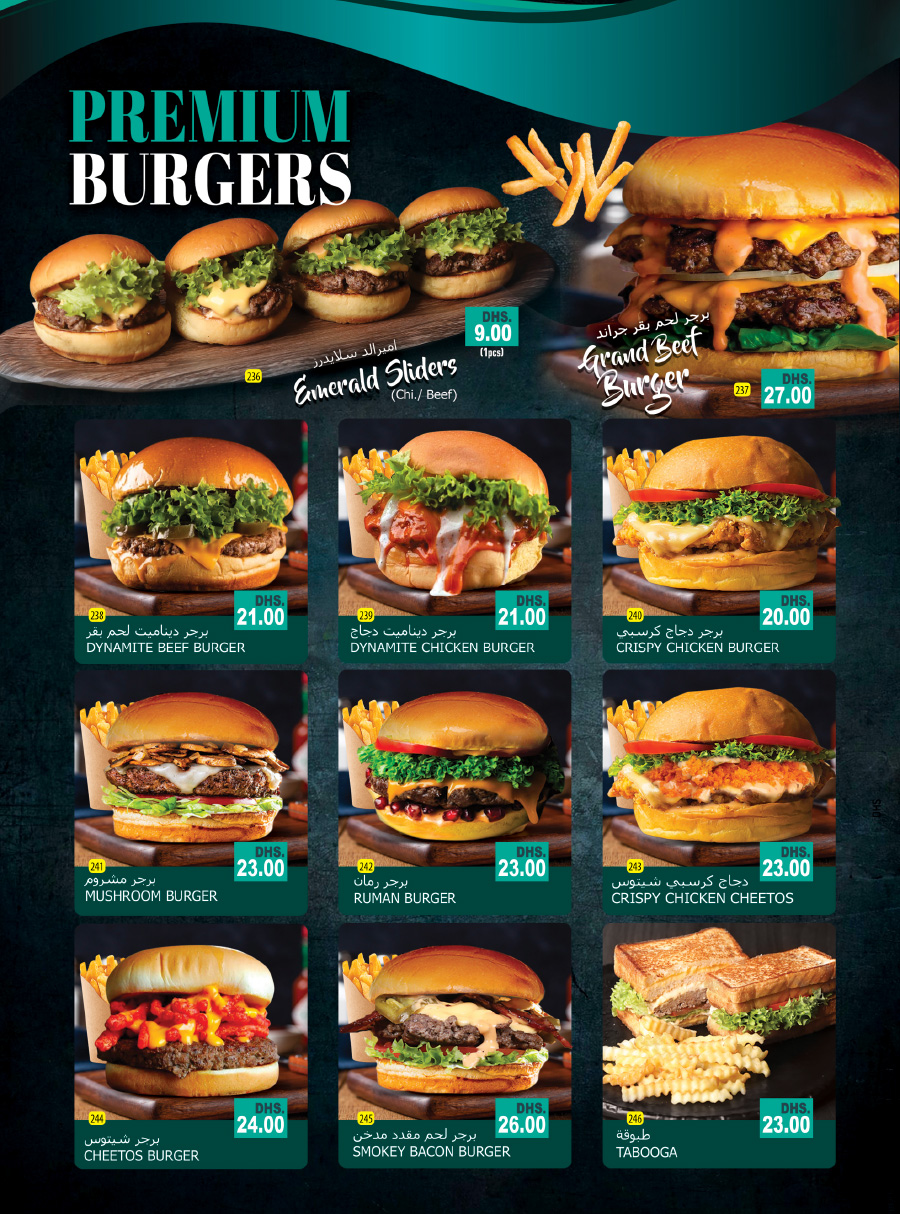 PREMIUM
BURGERS
DHS.
9.00
(1pcs)
اميرالد سلايدرز
236
Emerald Sliders
(Chi./ Beef)
برجر لحم بقر جراند
Grand Beef
Burger
237
DHS.
27.00
238
DHS.
21.00
برجر ديناميت لحم بقر
DYNAMITE BEEF BURGER
239
DHS.
21.00
برجر ديناميت دجاج
DYNAMITE CHICKEN BURGER
240
DHS.
20.00
برجر دجاج كرسبي
CRISPY CHICKEN BURGER
241
DHS.
23.00
برجر مشروم
MUSHROOM BURGER
242
DHS.
23.00
برجر رمان
RUMAN BURGER
243
DHS.
23.00
دجاج كرسبي شيتوس
CRISPY CHICKEN CHEETOS
244
DHS.
24.00
برجر شيتوس
CHEETOS BURGER
245
DHS.
26.00
برجر لحم مقدد مدخن
SMOKEY BACON BURGER
246
DHS.
23.00
طبوقة
TABOOGA